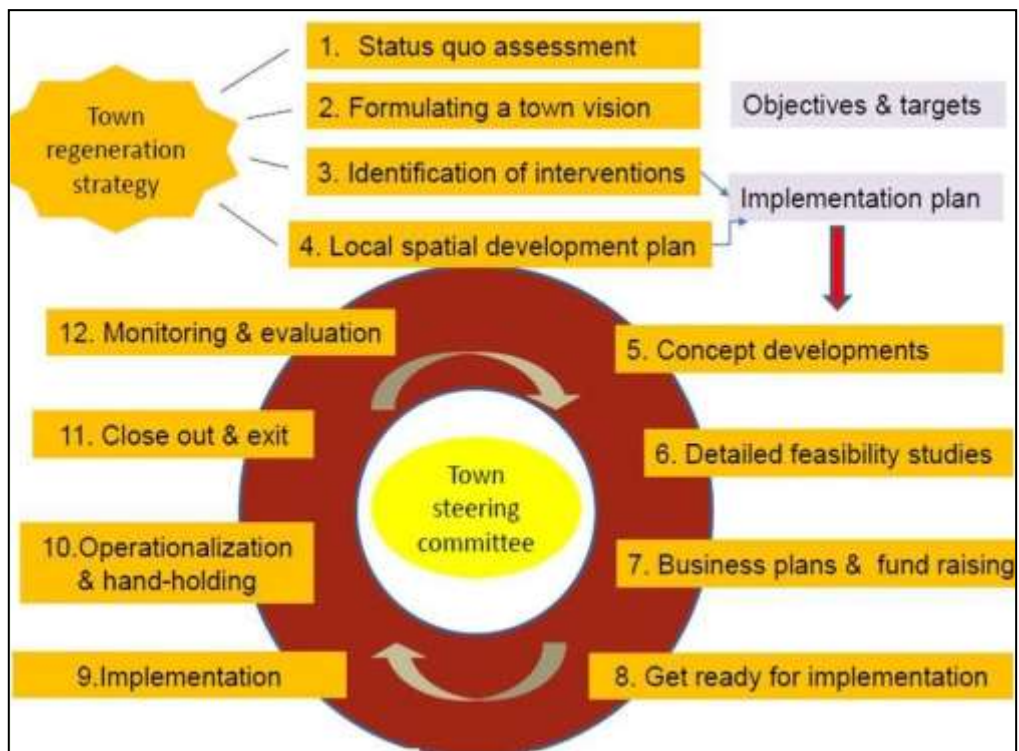 Town
regeneration
strategy
1. Status quo assessment
2. Formulating a town vision
3. Identification of interventions
4. Local spatial development plan
Objectives & targets
Implementation plan
5. Concept developments
6. Detailed feasibility studies
7. Business plans & fund raising
8. Get ready for implementation
9.Implementation
10.Operationalization
& hand-holding
11. Close out & exit
12. Monitoring & evaluation
Town
steering
committee